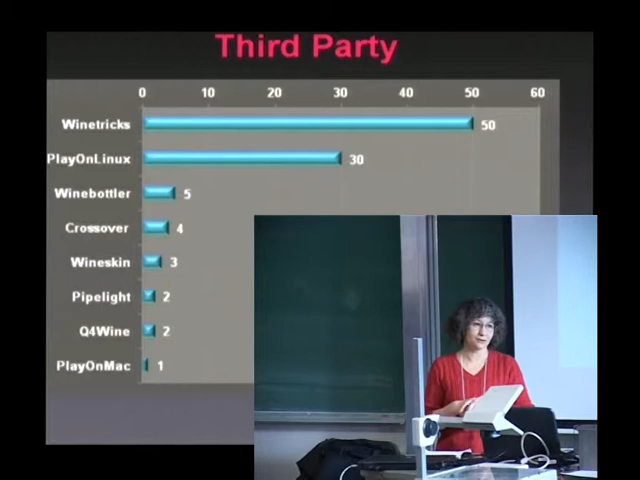 Third Party
0 10 20 30 40 50 60
Winetricks 50
PlayOnLinux 30
Winebottler 5
Crossover 4
Wineskin 3
Pipelight 2
Q4Wine 2
PlayOnMac 1